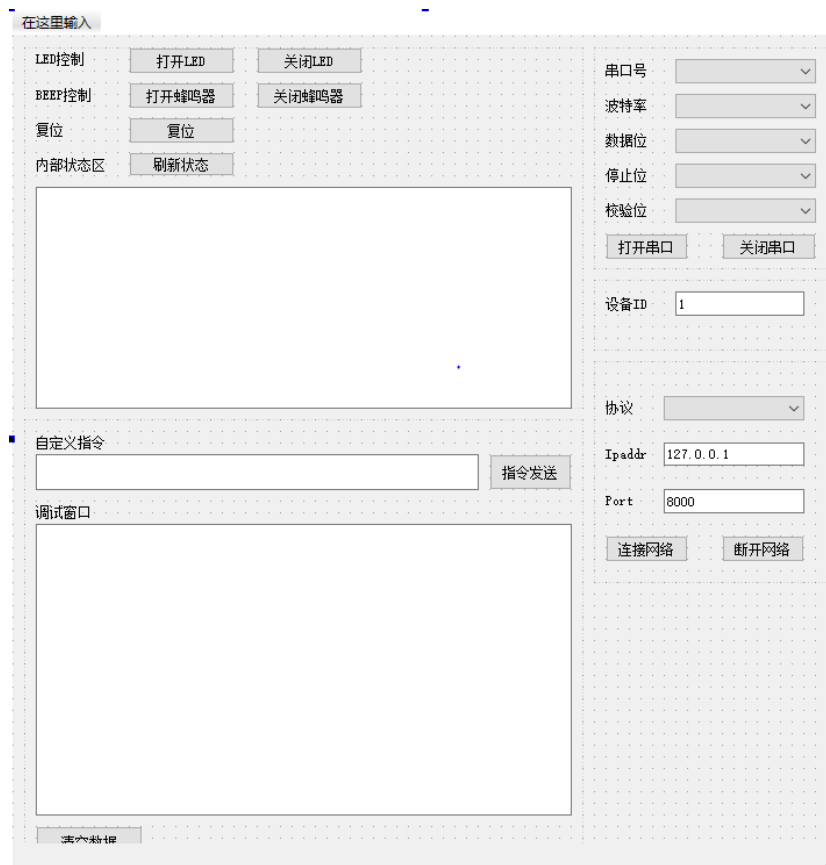 在这里输入
LED控制 打开LED 关闭LED
BEEP控制 打开蜂鸣器 关闭蜂鸣器
复位 复位
内部状态区 刷新状态
自定义指令
指令发送
调试窗口
清空数据
串口号
波特率
数据位
停止位
校验位
打开串口 关闭串口
设备ID 1
协议
Ipaddr 127.0.0.1
Port 8000
连接网络 断开网络